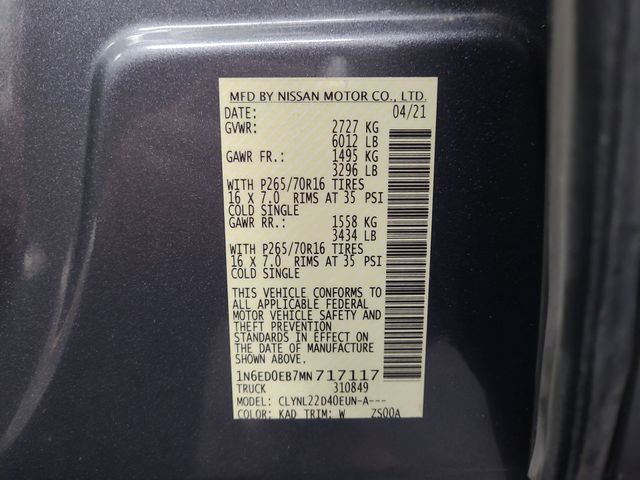 MFD BY NISSAN MOTOR CO., LTD.
DATE: 04/21
GVWR: 2727 KG
6012 LB
GAWR FR.: 1495 KG
3296 LB
WITH P265/70R16 TIRES
16 X 7.0 RIMS AT 35 PSI
COLD SINGLE
GAWR RR.: 1558 KG
3434 LB
WITH P265/70R16 TIRES
16 X 7.0 RIMS AT 35 PSI
COLD SINGLE
THIS VEHICLE CONFORMS TO
ALL APPLICABLE FEDERAL
MOTOR VEHICLE SAFETY AND
THEFT PREVENTION
STANDARDS IN EFFECT ON
THE DATE OF MANUFACTURE
SHOWN ABOVE.
1N6ED0EB7MN717117
TRUCK 310849
MODEL: CLYNL22D40EUN-A---
COLOR: KAD TRIM: W ZS00A